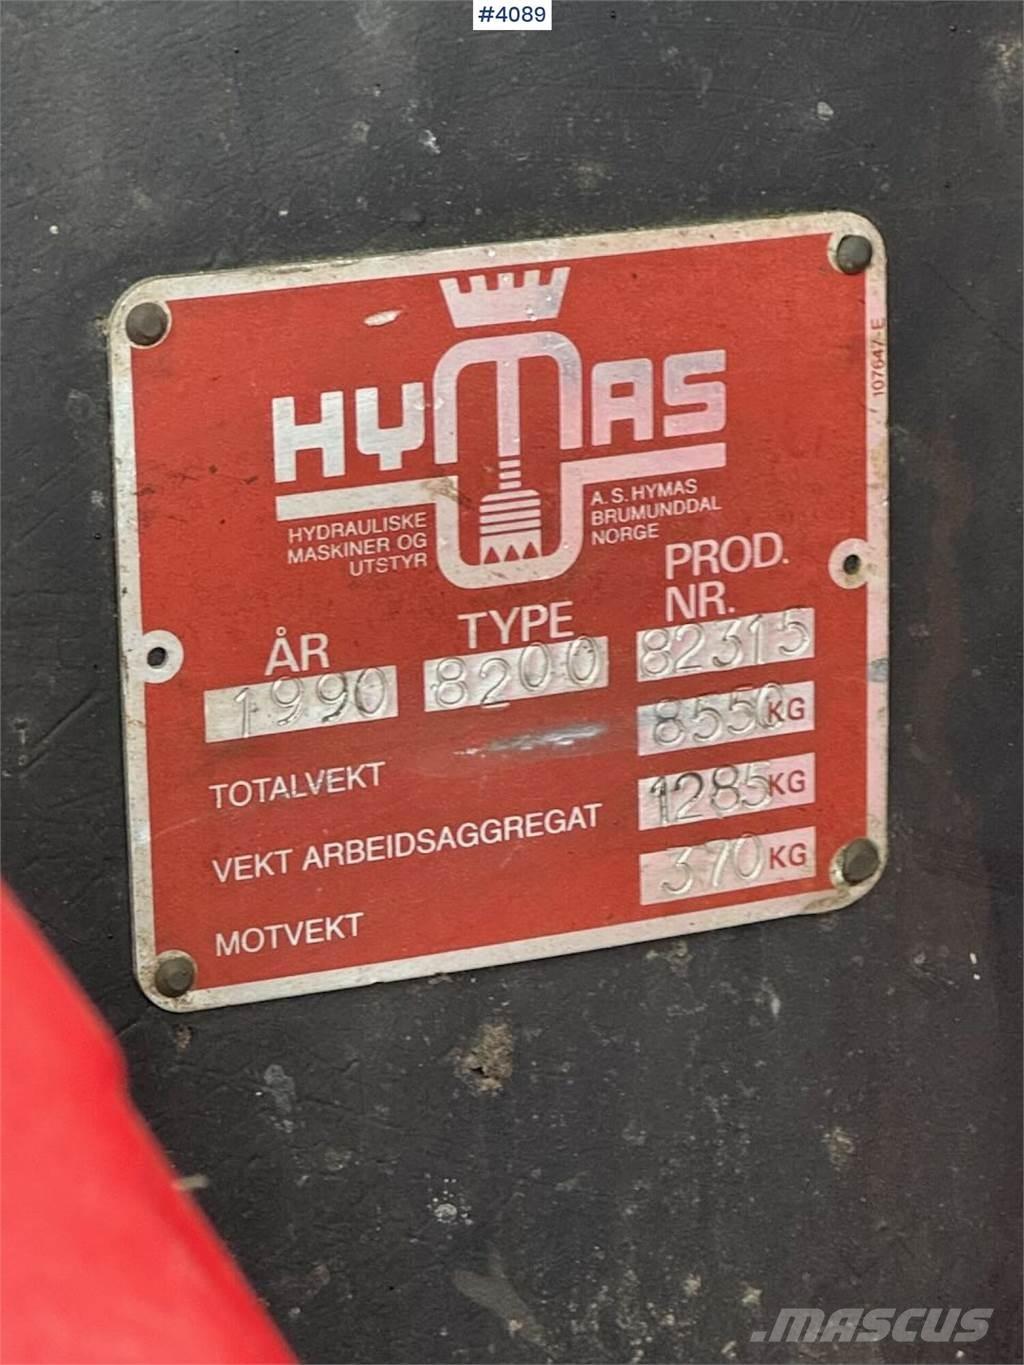 #4089
107647-E
HYMAS
HYDRAULISKE
MASKINER OG
UTSTYR
A.S. HYMAS
BRUMUNDDAL
NORGE
ÅR TYPE PROD. NR.
1990 8200 82315
TOTALVEKT 8550 KG
VEKT ARBEIDSAGGREGAT 1285 KG
MOTVEKT 370 KG
MASCUS